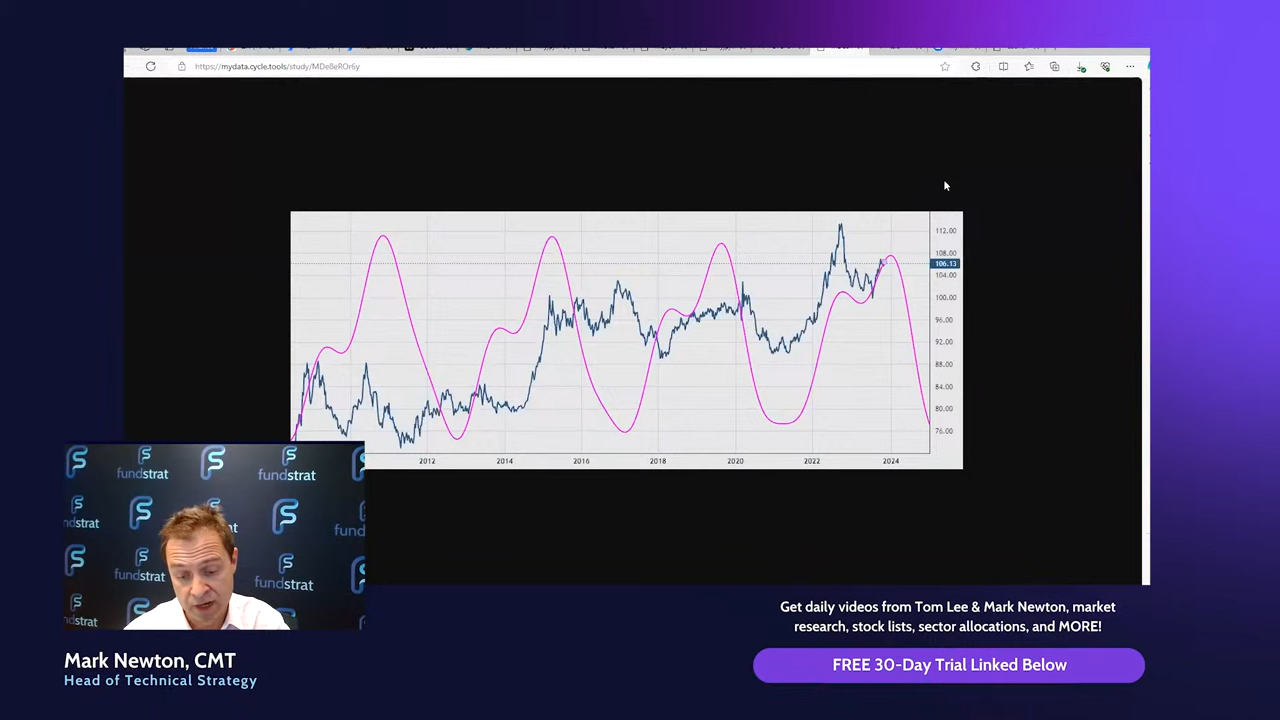 https://mydata.cycle.tools/study/MDe8eROr6y
112.00
108.00
106.13
104.00
100.00
96.00
92.00
88.00
84.00
80.00
76.00
2012
2014
2016
2018
2020
2022
2024
fundstrat
fundstrat
fundstrat
fundstrat
Mark Newton, CMT
Head of Technical Strategy
Get daily videos from Tom Lee & Mark Newton, market
research, stock lists, sector allocations, and MORE!
FREE 30-Day Trial Linked Below